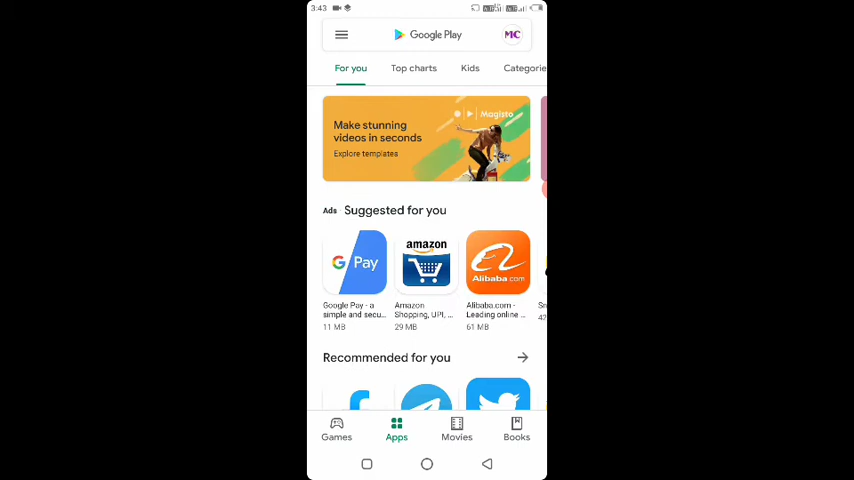 3:43
Google Play
MC
For you
Top charts
Kids
Categorie
Make stunning
videos in seconds
Explore templates
Magisto
Ads Suggested for you
G Pay
amazon
Alibaba.com
Google Pay - a
simple and secu...
11 MB
Amazon
Shopping, UPI, ...
29 MB
Alibaba.com -
Leading online ...
61 MB
Sn
42
Recommended for you
Games
Apps
Movies
Books